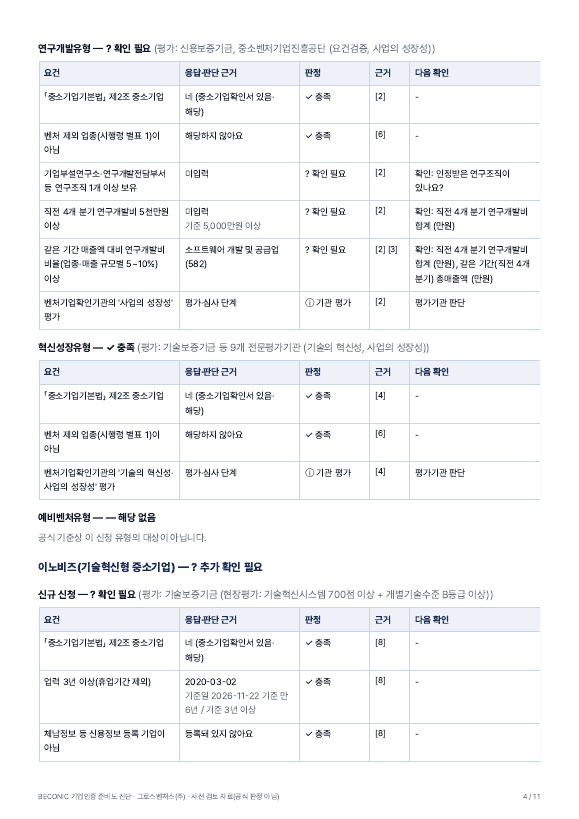 연구개발유형 — ? 확인 필요 (평가: 신용보증기금, 중소벤처기업진흥공단 (요건검증, 사업의 성장성))
요건 응답·판단 근거 판정 근거 다음 확인
「중소기업기본법」 제2조 중소기업 네 (중소기업확인서 있음· ✓ 충족 [2] -
해당)
벤처 제외 업종(시행령 별표 1)이 해당하지 않아요 ✓ 충족 [6] -
아님
기업부설연구소·연구개발전담부서 미입력 ? 확인 필요 [2] 확인: 인정받은 연구조직이
등 연구조직 1개 이상 보유 있나요?
직전 4개 분기 연구개발비 5천만원 미입력 ? 확인 필요 [2] 확인: 직전 4개 분기 연구개발비
이상 기준 5,000만원 이상 합계 (만원)
같은 기간 매출액 대비 연구개발비 소프트웨어 개발 및 공급업 ? 확인 필요 [2] [3] 확인: 직전 4개 분기 연구개발비
비율(업종·매출 규모별 5~10%) (582) 합계 (만원), 같은 기간(직전 4개
이상 분기) 총매출액 (만원)
벤처기업확인기관의 '사업의 성장성' 평가·심사 단계 ⓘ 기관 평가 [2] 평가기관 판단
평가
혁신성장유형 — ✓ 충족 (평가: 기술보증기금 등 9개 전문평가기관 (기술의 혁신성, 사업의 성장성))
요건 응답·판단 근거 판정 근거 다음 확인
「중소기업기본법」 제2조 중소기업 네 (중소기업확인서 있음· ✓ 충족 [4] -
해당)
벤처 제외 업종(시행령 별표 1)이 해당하지 않아요 ✓ 충족 [6] -
아님
벤처기업확인기관의 '기술의 혁신성· 평가·심사 단계 ⓘ 기관 평가 [4] 평가기관 판단
사업의 성장성' 평가
예비벤처유형 — — 해당 없음
공식 기준상 이 신청 유형의 대상이 아닙니다.
이노비즈(기술혁신형 중소기업) — ? 추가 확인 필요
신규 신청 — ? 확인 필요 (평가: 기술보증기금 (현장평가: 기술혁신시스템 700점 이상 + 개별기술수준 B등급 이상))
요건 응답·판단 근거 판정 근거 다음 확인
「중소기업기본법」 제2조 중소기업 네 (중소기업확인서 있음· ✓ 충족 [8] -
해당)
업력 3년 이상(휴업기간 제외) 2020-03-02 ✓ 충족 [8] -
기준일 2026-11-22 기준 만
6년 / 기준 3년 이상
체납정보 등 신용정보 등록 기업이 등록돼 있지 않아요 ✓ 충족 [8] -
아님
BECONIC 기업인증 준비도 진단 · 그로스벤처스(주) · 사전 검토 자료(공식 판정 아님) 4 / 11